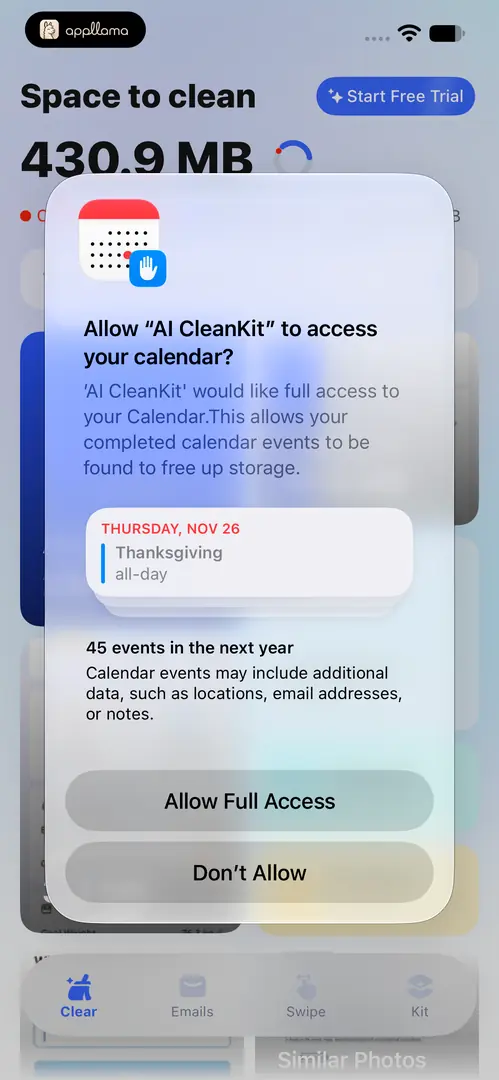 appllama
Space to clean
Start Free Trial
430.9 MB
Allow “AI CleanKit” to access
your calendar?
'AI CleanKit' would like full access to
your Calendar.This allows your
completed calendar events to be
found to free up storage.
THURSDAY, NOV 26
Thanksgiving
all-day
45 events in the next year
Calendar events may include additional
data, such as locations, email addresses,
or notes.
Allow Full Access
Don’t Allow
Clear
Emails
Swipe
Kit
Similar Photos